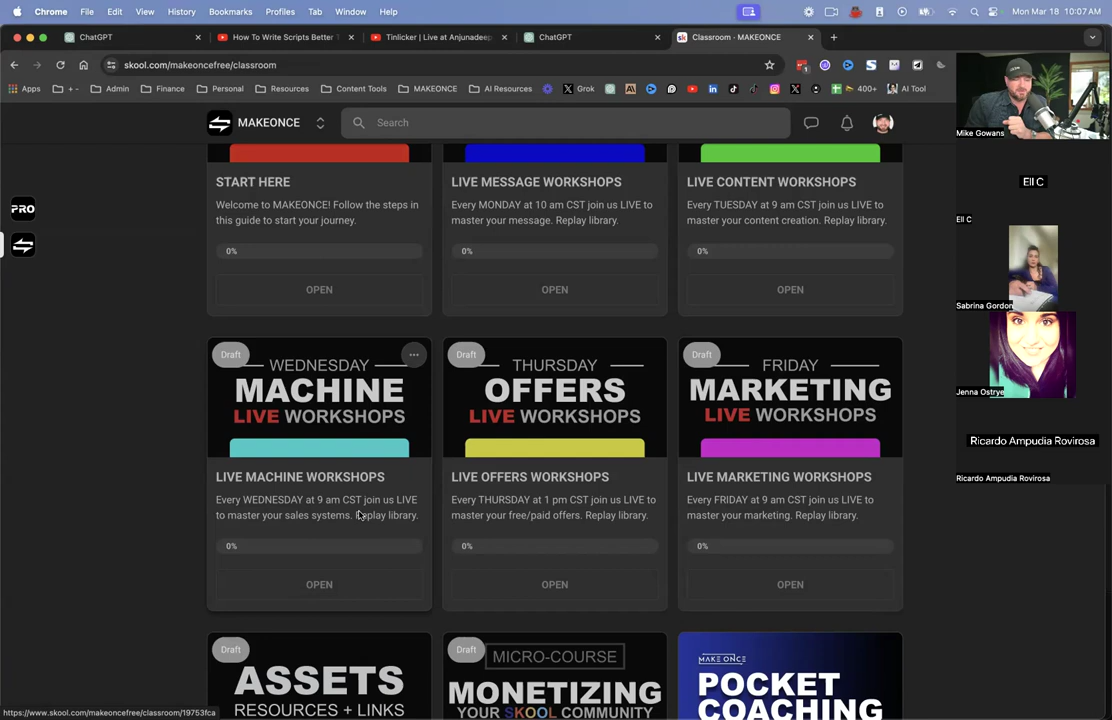 Chrome File Edit View History Bookmarks Profiles Tab Window Help
Mon Mar 18 10:07 AM
ChatGPT
How To Write Scripts Better
Tinlicker | Live at Anjunadeep
ChatGPT
Classroom · MAKEONCE
skool.com/makeoncefree/classroom
Apps
+ -
Admin
Finance
Personal
Resources
Content Tools
MAKEONCE
AI Resources
Grok
400+
AI Tool
MAKEONCE
Search
PRO
START HERE
Welcome to MAKEONCE! Follow the steps in
this guide to start your journey.
0%
OPEN
LIVE MESSAGE WORKSHOPS
Every MONDAY at 10 am CST join us LIVE to
master your message. Replay library.
0%
OPEN
LIVE CONTENT WORKSHOPS
Every TUESDAY at 9 am CST join us LIVE to
master your content creation. Replay library.
0%
OPEN
Draft
WEDNESDAY
MACHINE
LIVE WORKSHOPS
LIVE MACHINE WORKSHOPS
Every WEDNESDAY at 9 am CST join us LIVE
to master your sales systems. Replay library.
0%
OPEN
Draft
THURSDAY
OFFERS
LIVE WORKSHOPS
LIVE OFFERS WORKSHOPS
Every THURSDAY at 1 pm CST join us LIVE to
master your free/paid offers. Replay library.
0%
OPEN
Draft
FRIDAY
MARKETING
LIVE WORKSHOPS
LIVE MARKETING WORKSHOPS
Every FRIDAY at 9 am CST join us LIVE to
master your marketing. Replay library.
0%
OPEN
Draft
ASSETS
RESOURCES + LINKS
Draft
MICRO-COURSE
MONETIZING
YOUR SKOOL COMMUNITY
MAKE ONCE
POCKET
COACHING
https://www.skool.com/makeoncefree/classroom/19753fca
Mike Gowans
Ell C
Ell C
Sabrina Gordon
Jenna Ostrye
Ricardo Ampudia Rovirosa
Ricardo Ampudia Rovirosa